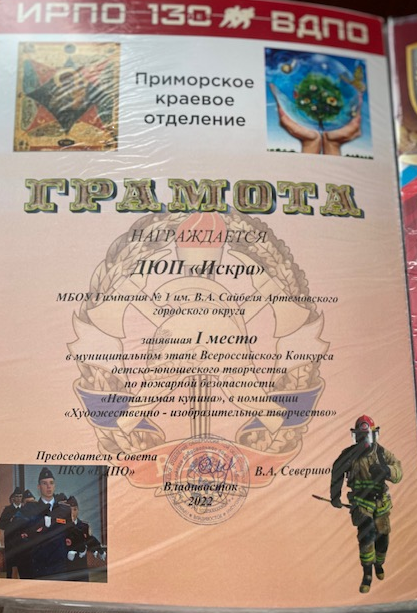 ИРПО 130 ВДПО
Приморское
краевое
отделение
ГРАМОТА
НАГРАЖДАЕТСЯ
ДЮП «Искра»
МБОУ Гимназия № 1 им. В.А. Сайбеля Артемовского
городского округа
занявшая I место
в муниципальном этапе Всероссийского Конкурса
детско-юношеского творчества
по пожарной безопасности
«Неопалимая купина», в номинации
«Художественно - изобразительное творчество»
Председатель Совета
ПКО «ВДПО» В.А. Северино
Владивосток
2022